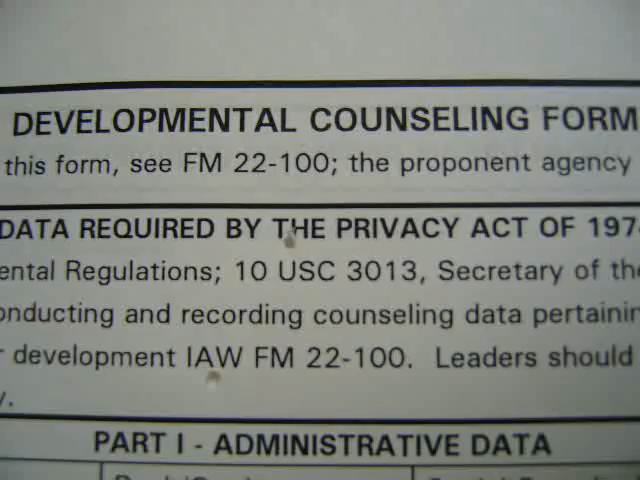 DEVELOPMENTAL COUNSELING FORM
this form, see FM 22-100; the proponent agency
DATA REQUIRED BY THE PRIVACY ACT OF 197
ental Regulations; 10 USC 3013, Secretary of the
onducting and recording counseling data pertainin
r development IAW FM 22-100. Leaders should
y.
PART I - ADMINISTRATIVE DATA